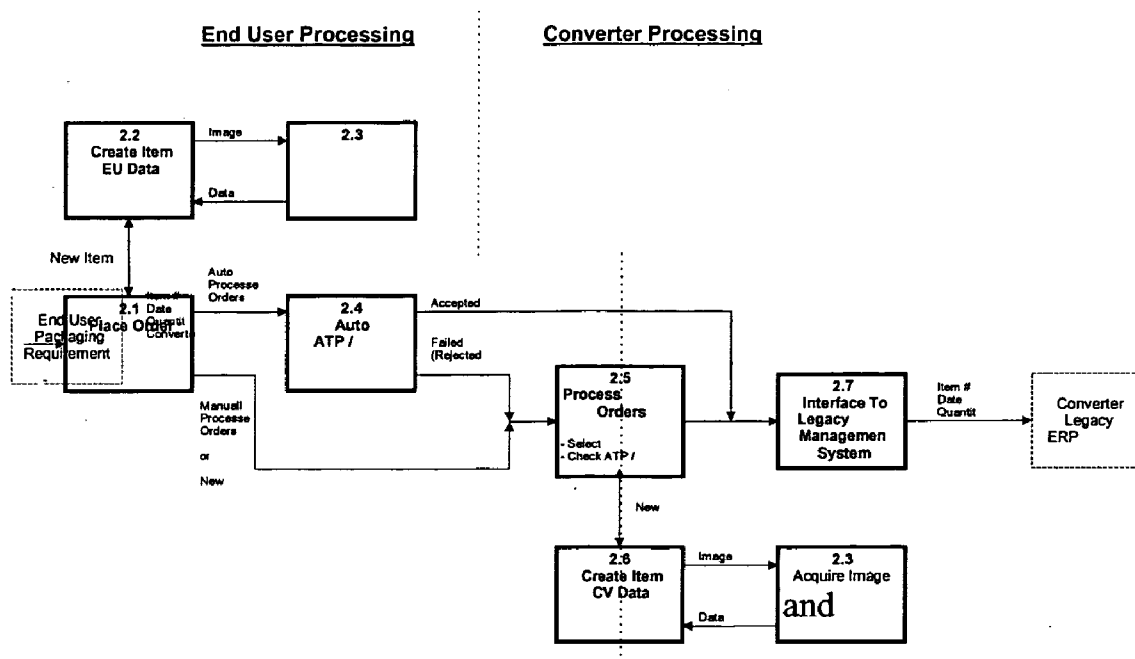 End User Processing
Converter Processing
2.2
Create Item
EU Data
Image
Data
2.3
New Item
End User
Packaging
Requirement
2.1
Place Order
Item #
Date
Quantit
Converte
Auto
Processe
Orders
2.4
Auto
ATP /
Accepted
Failed
(Rejected
Manuall
Processe
Orders
or
New
2.5
Process
Orders
- Select
- Check ATP /
2.7
Interface To
Legacy
Managemen
System
Item #
Date
Quantit
Converter
Legacy
ERP
New
2.6
Create Item
CV Data
Image
Data
2.3
Acquire Image
and